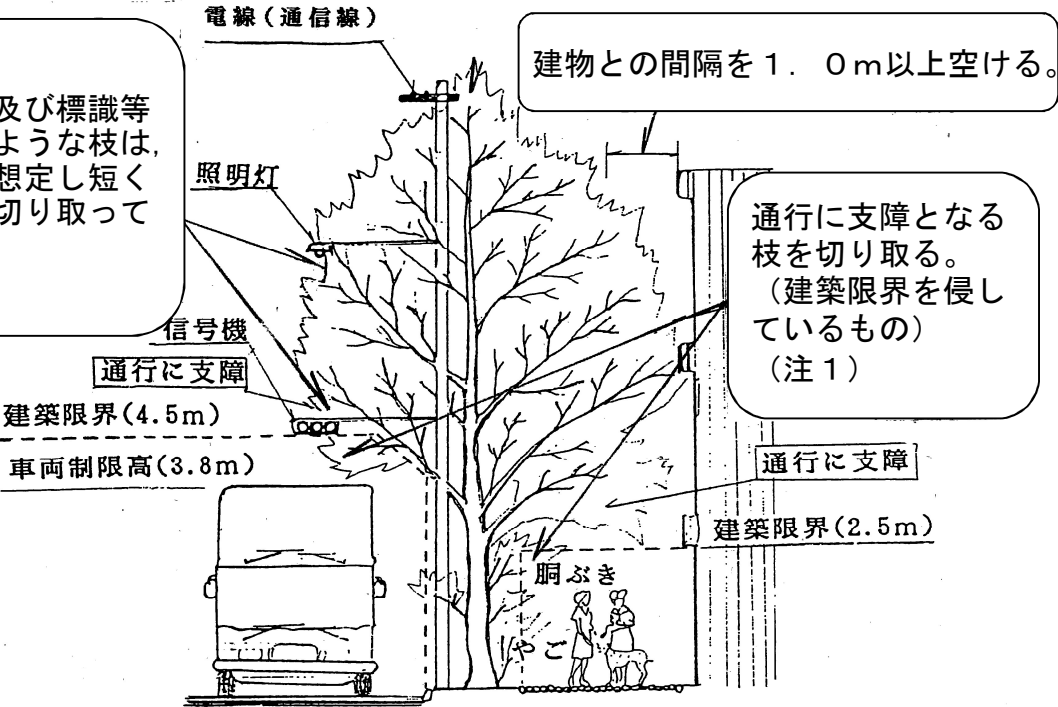 電線(通信線)
建物との間隔を1．0m以上空ける。
及び標識等
ような枝は,
想定し短く
切り取って
照明灯
通行に支障となる
枝を切り取る。
(建築限界を侵し
ているもの)
(注1)
信号機
通行に支障
建築限界(4.5m)
車両制限高(3.8m)
通行に支障
建築限界(2.5m)
胴ぶき
やご